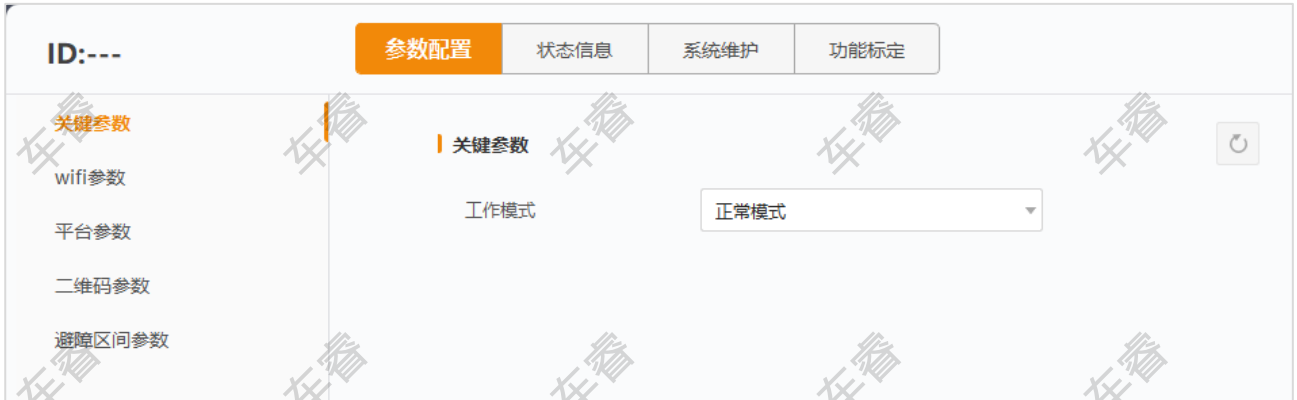 ID:---
参数配置
状态信息
系统维护
功能标定
关键参数
wifi参数
平台参数
二维码参数
避障区间参数
关键参数
工作模式
正常模式
车睿
车睿
车睿
车睿
车睿
车睿
车睿
车睿
车睿
车睿